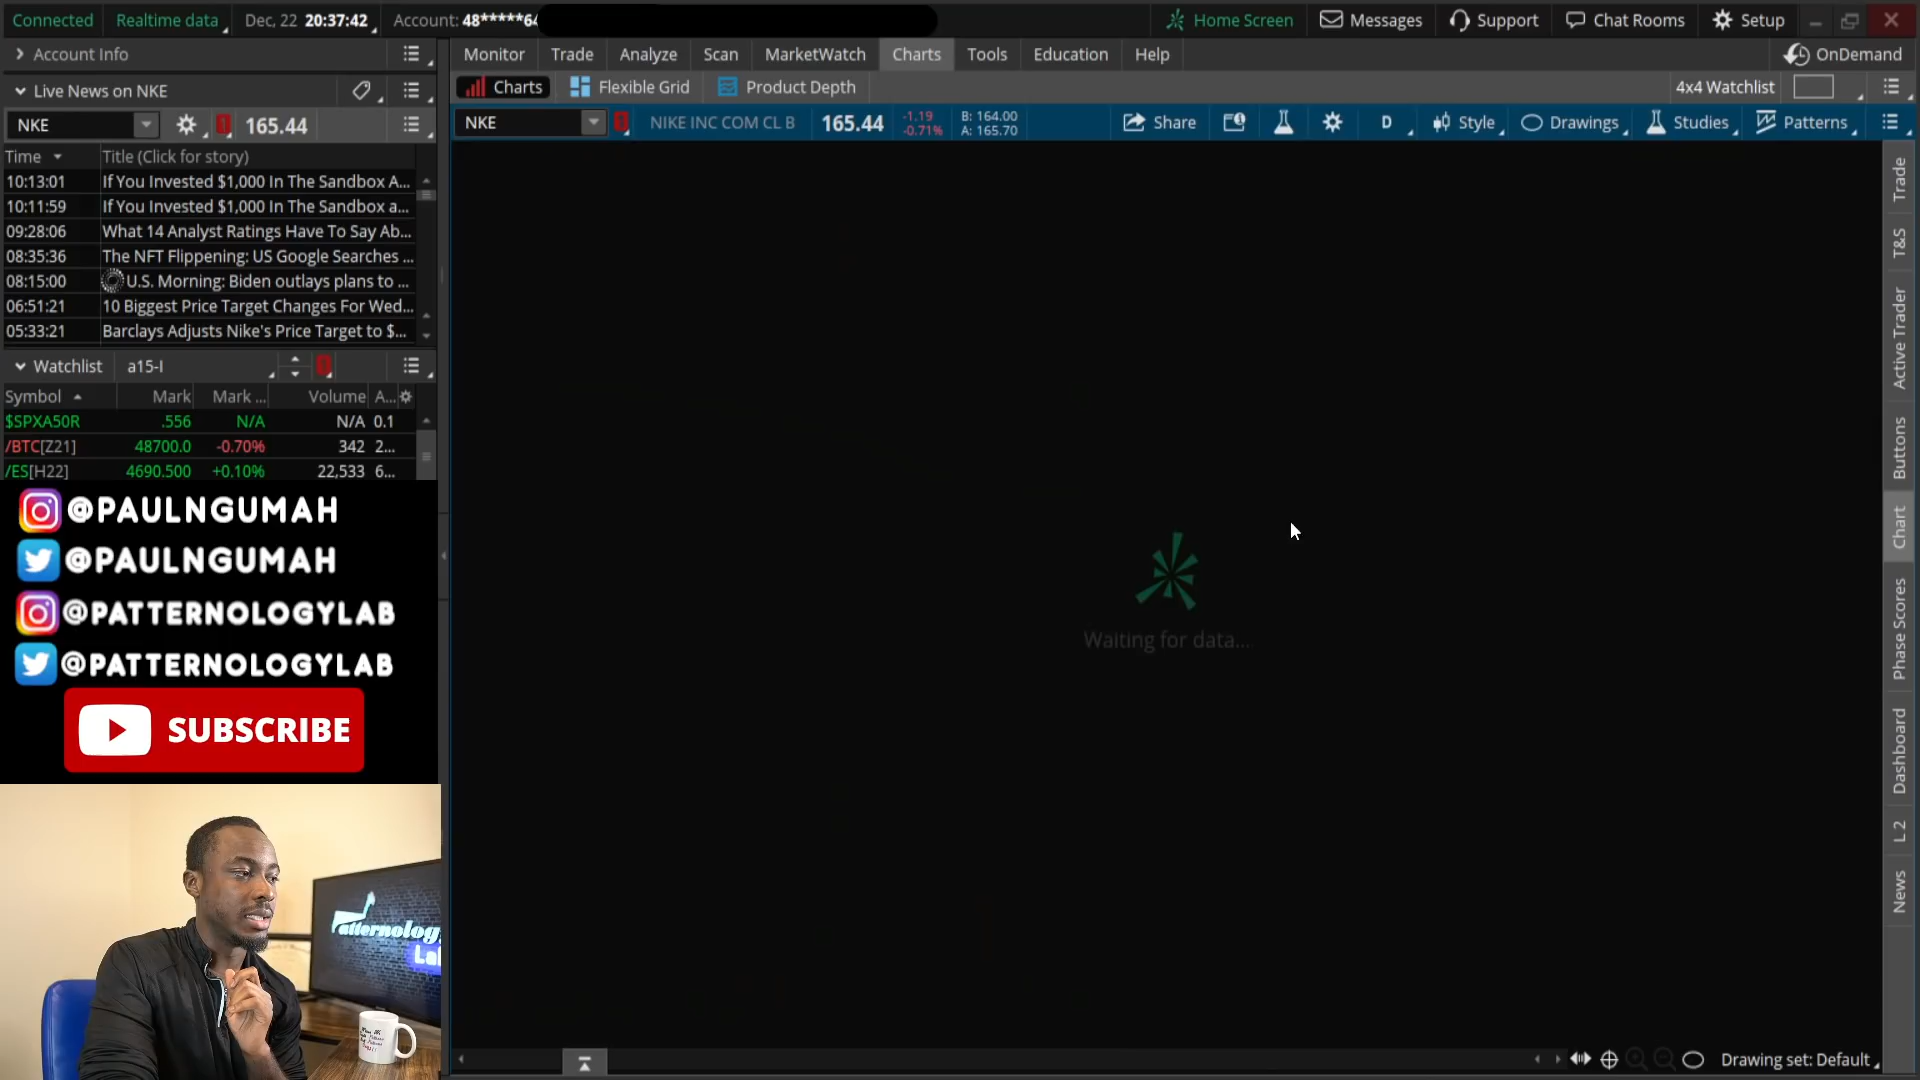 Connected Realtime data Dec, 22 20:37:42 Account: 48*****64 Home Screen Messages Support Chat Rooms Setup
Account Info Monitor Trade Analyze Scan MarketWatch Charts Tools Education Help OnDemand
Live News on NKE Charts Flexible Grid Product Depth 4x4 Watchlist
NKE 165.44 NKE NIKE INC COM CL B 165.44 -1.19 -0.71% B: 164.00 A: 165.70 Share D Style Drawings Studies Patterns
Time Title (Click for story)
10:13:01 If You Invested $1,000 In The Sandbox A...
10:11:59 If You Invested $1,000 In The Sandbox a...
09:28:06 What 14 Analyst Ratings Have To Say Ab...
08:35:36 The NFT Flippening: US Google Searches ...
08:15:00 U.S. Morning: Biden outlays plans to ...
06:51:21 10 Biggest Price Target Changes For Wed...
05:33:21 Barclays Adjusts Nike's Price Target to $...
Watchlist a15-I
Symbol Mark Mark ... Volume A...
$SPXA50R .556 N/A N/A 0.1
/BTC[Z21] 48700.0 -0.70% 342 2...
/ES[H22] 4690.500 +0.10% 22,533 6...
@PAULNGUMAH
@PAULNGUMAH
@PATTERNOLOGYLAB
@PATTERNOLOGYLAB
SUBSCRIBE
Patternology
Lab
Waiting for data....
Trade
T&S
Active Trader
Buttons
Chart
Phase Scores
Dashboard
L 2
News
Drawing set: Default